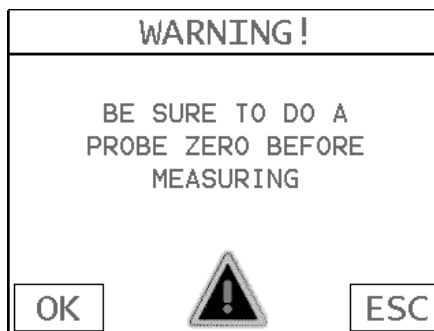 WARNING!
BE SURE TO DO A
PROBE ZERO BEFORE
MEASURING
OK
ESC